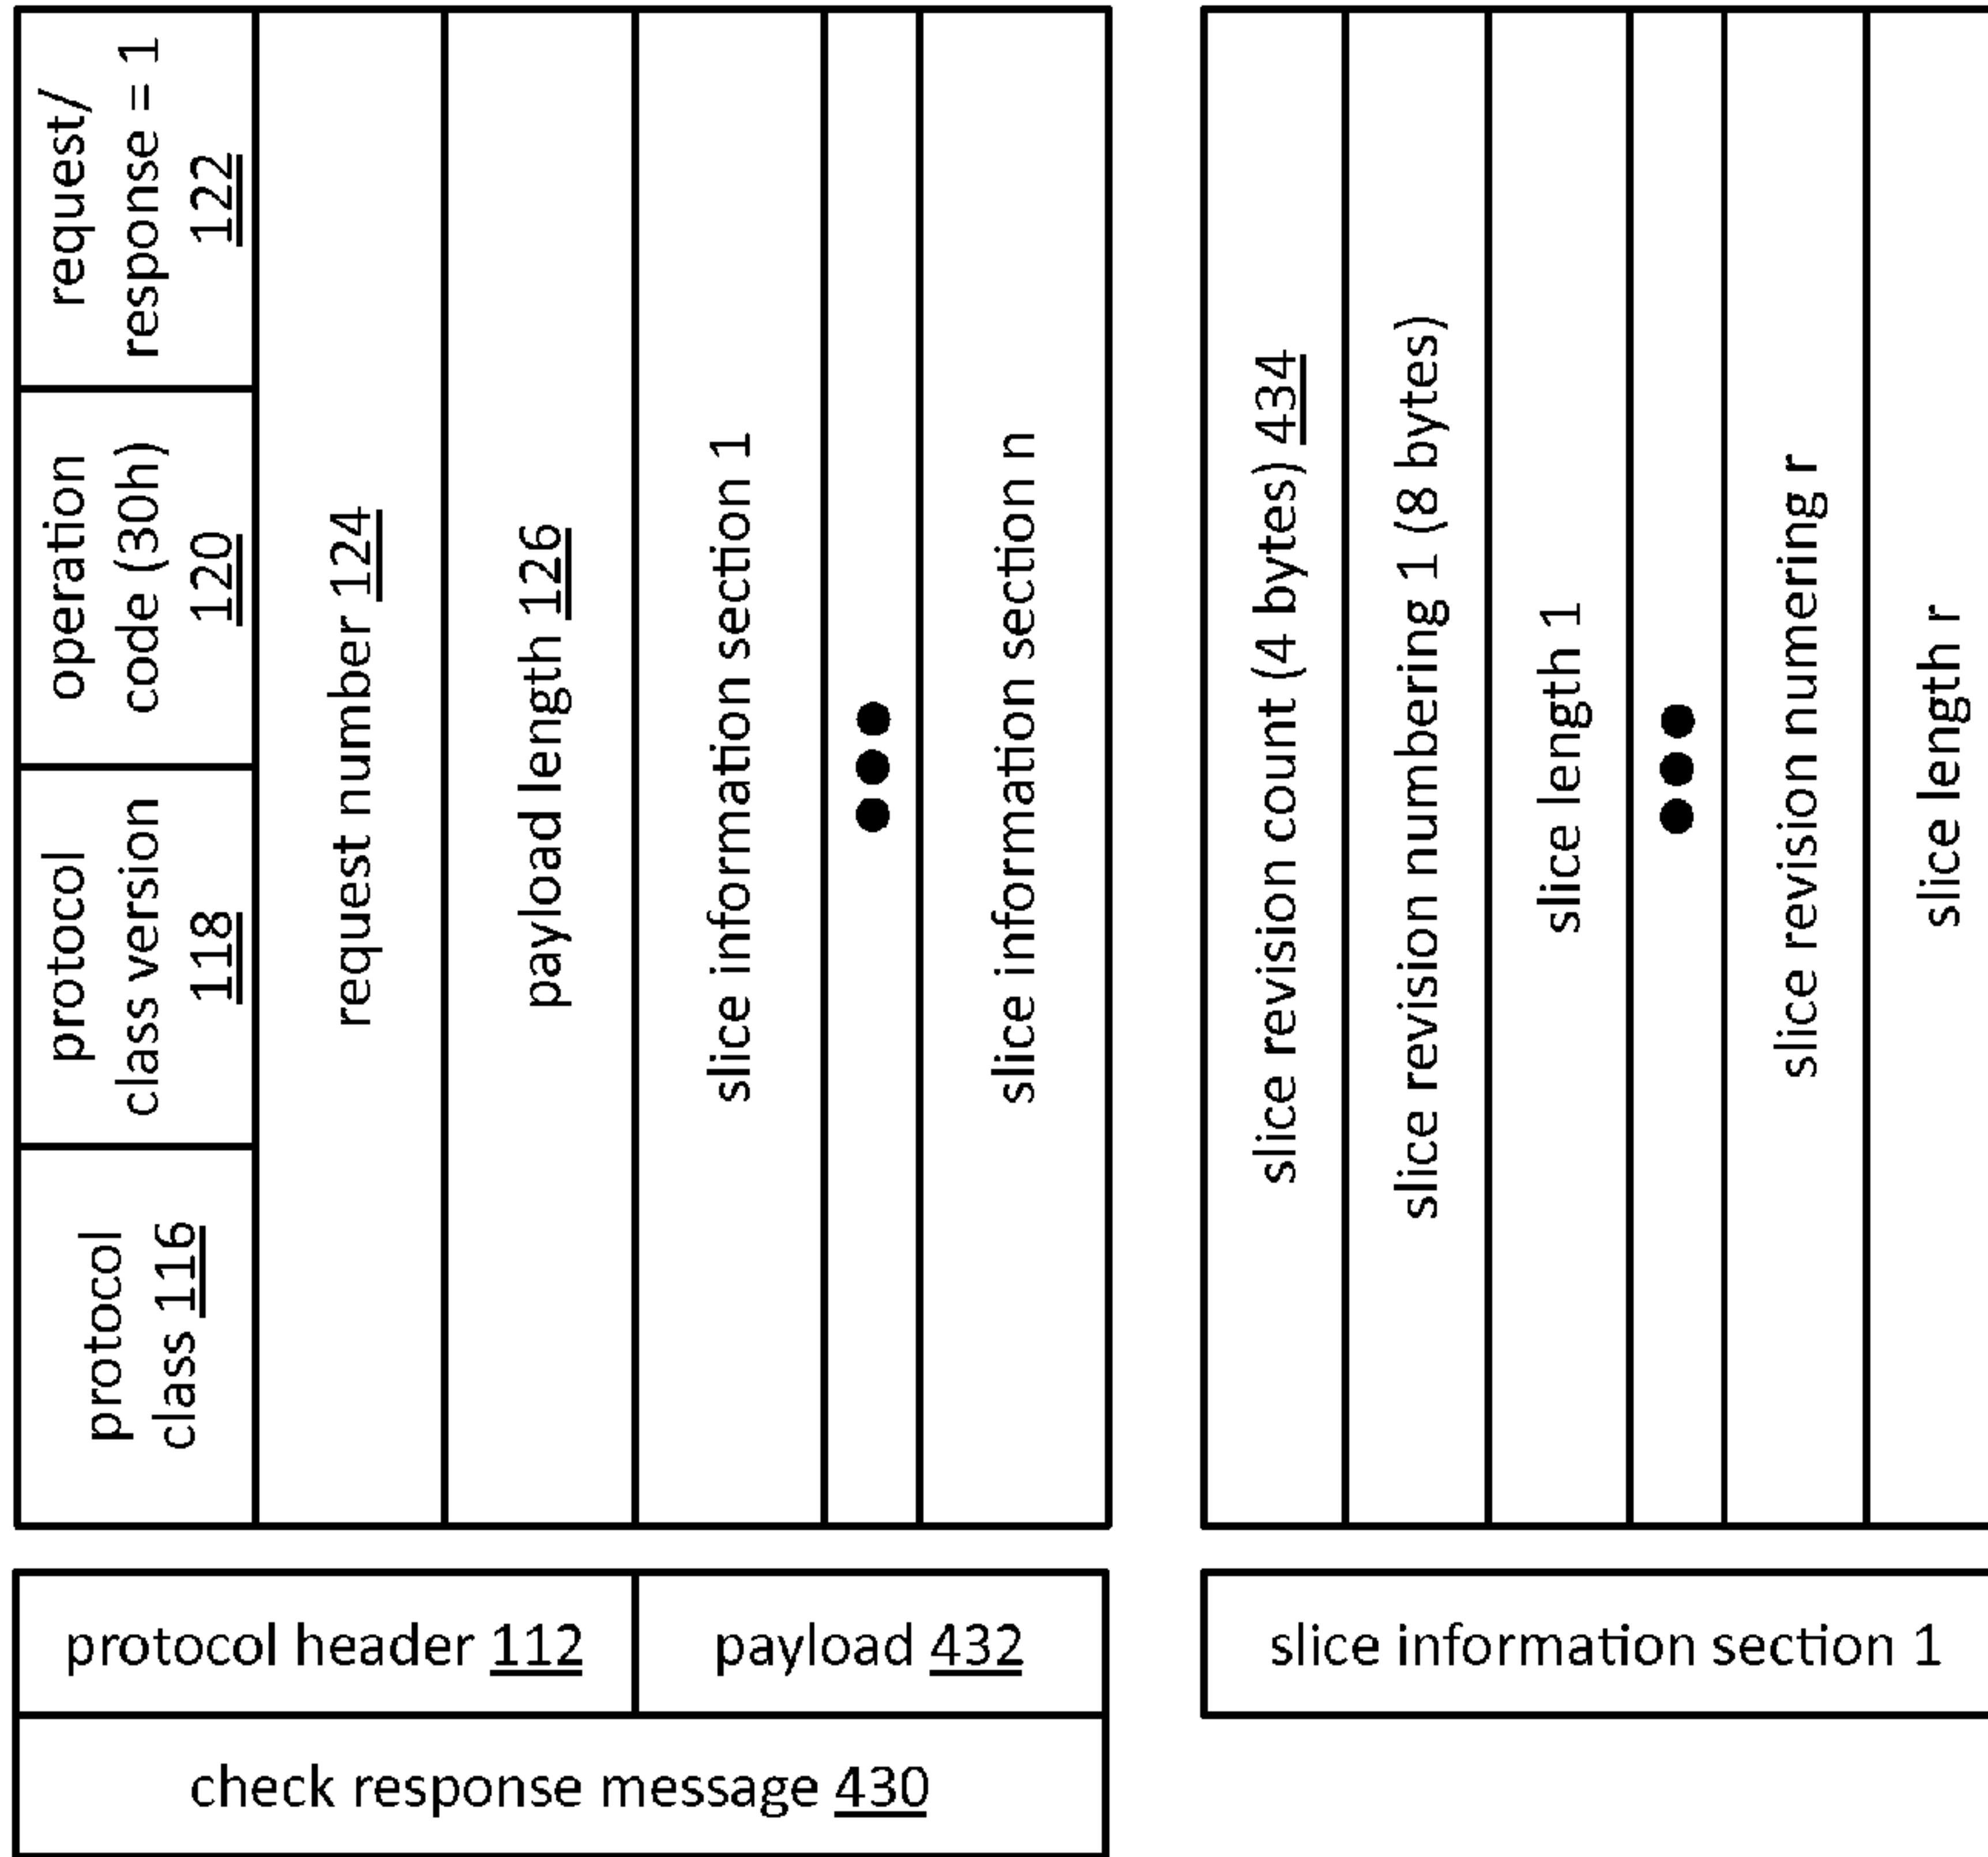 protocol
class 116
protocol
class version
118
operation
code (30h)
120
request/
response = 1
122
request number 124
payload length 126
slice information section 1
slice information section n
protocol header 112
payload 432
check response message 430
slice revision count (4 bytes) 434
slice revision numbering 1 (8 bytes)
slice length 1
slice revision numering r
slice length r
slice information section 1